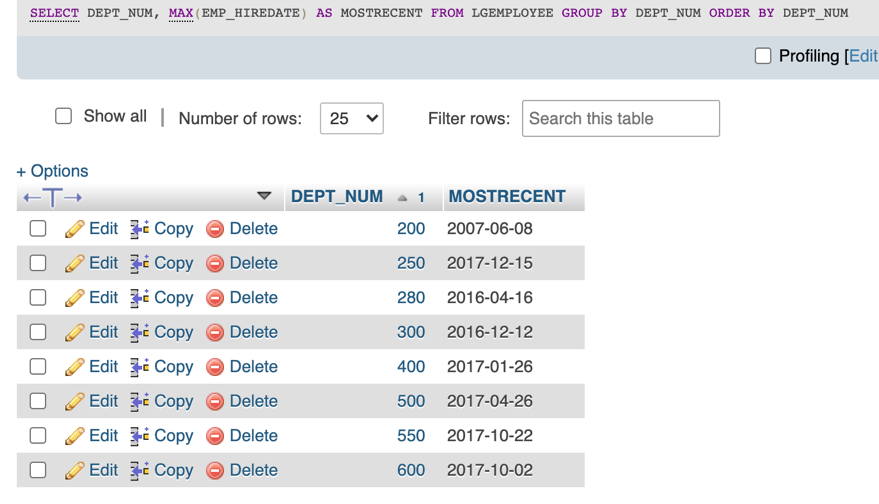 SELECT DEPT_NUM, MAX(EMP_HIREDATE) AS MOSTRECENT FROM LGEMPLOYEE GROUP BY DEPT_NUM ORDER BY DEPT_NUM
Profiling [Edit
Show all | Number of rows: 25 Filter rows: Search this table
+ Options
←T→ DEPT_NUM 1 MOSTRECENT
Edit Copy Delete 200 2007-06-08
Edit Copy Delete 250 2017-12-15
Edit Copy Delete 280 2016-04-16
Edit Copy Delete 300 2016-12-12
Edit Copy Delete 400 2017-01-26
Edit Copy Delete 500 2017-04-26
Edit Copy Delete 550 2017-10-22
Edit Copy Delete 600 2017-10-02